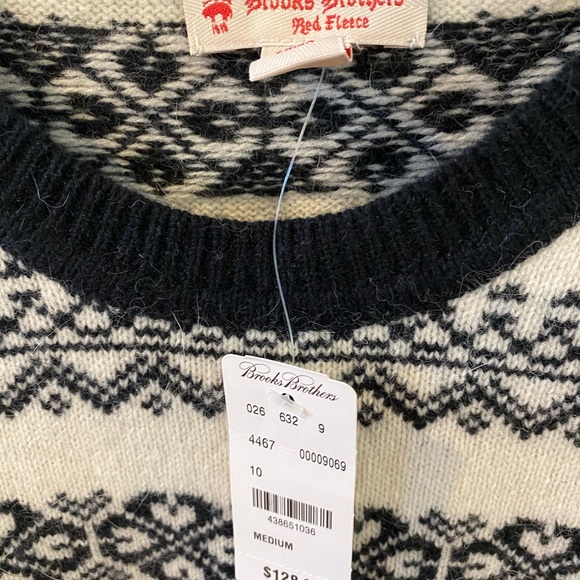 Brooks Brothers
Red Fleece
Brooks Brothers
026 632 9
4467 00009069
10
438651036
MEDIUM